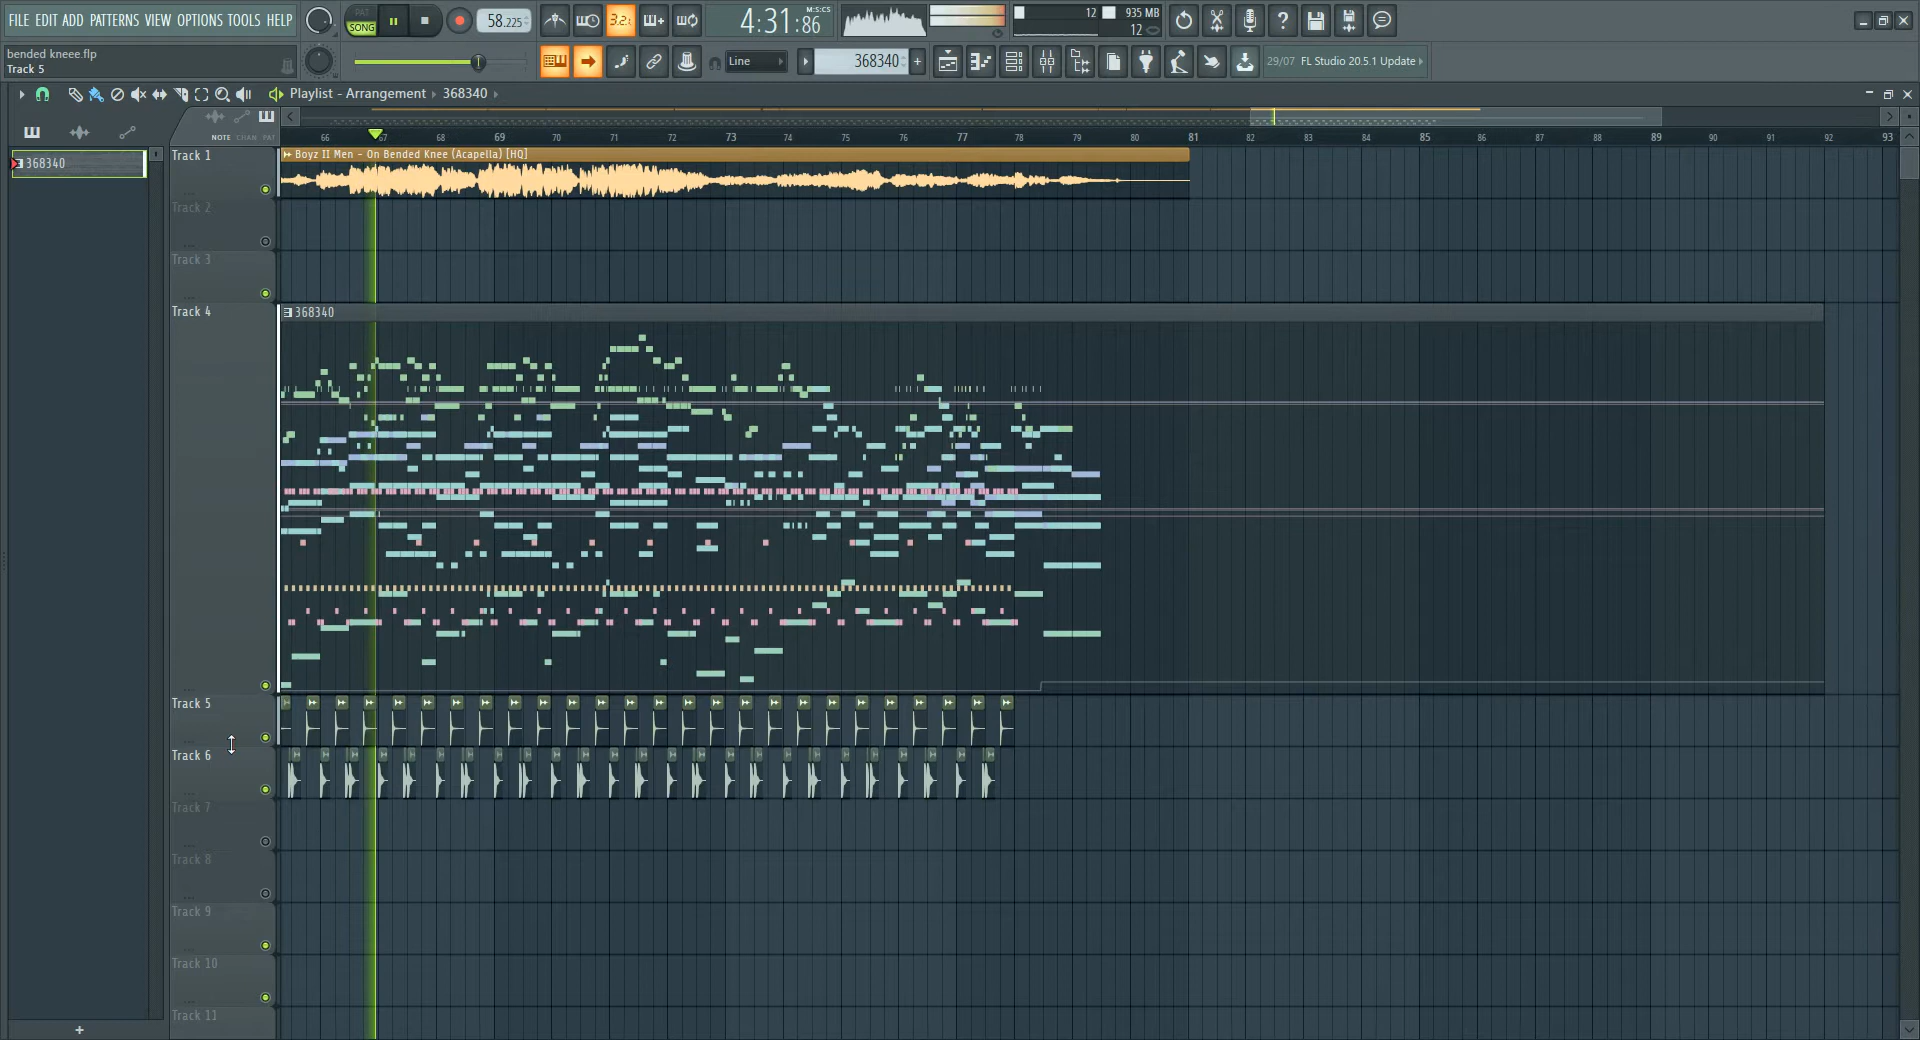 FILE EDIT ADD PATTERNS VIEW OPTIONS TOOLS HELP
PAT
SONG
58.225
3.2.
4:31:86
M:S:CS
12
935 MB
12
bended kneee.flp
Track 5
Line
368340
29/07 FL Studio 20.5.1 Update
Playlist - Arrangement 368340
NOTE CHAN PAT
66 67 68 69 70 71 72 73 74 75 76 77 78 79 80 81 82 83 84 85 86 87 88 89 90 91 92 93
368340
Track 1
Boyz II Men - On Bended Knee (Acapella) [HQ]
Track 2
Track 3
Track 4
368340
Track 5
Track 6
Track 7
Track 8
Track 9
Track 10
Track 11